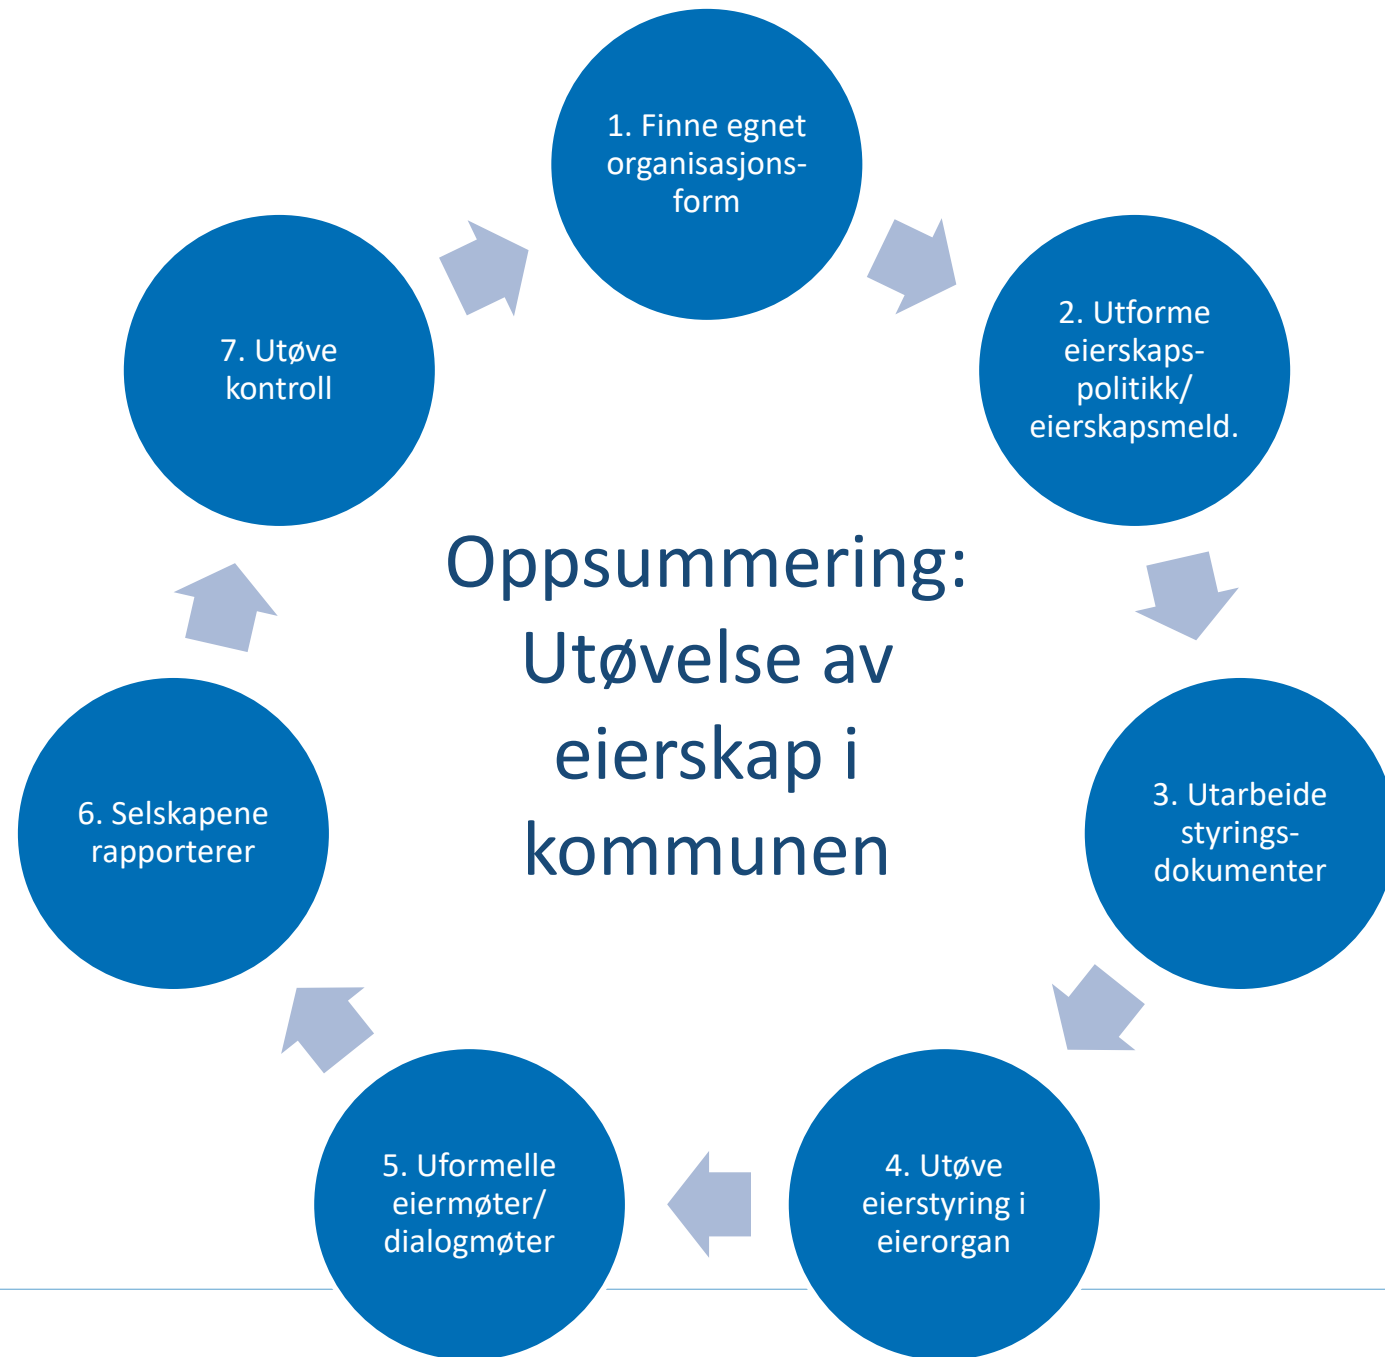 1. Finne egnet
organisasjons-
form
2. Utforme
eierskaps-
politikk/
eierskapsmeld.
3. Utarbeide
styrings-
dokumenter
4. Utøve
eierstyring i
eierorgan
5. Uformelle
eiermøter/
dialogmøter
6. Selskapene
rapporterer
7. Utøve
kontroll
Oppsummering:
Utøvelse av
eierskap i
kommunen